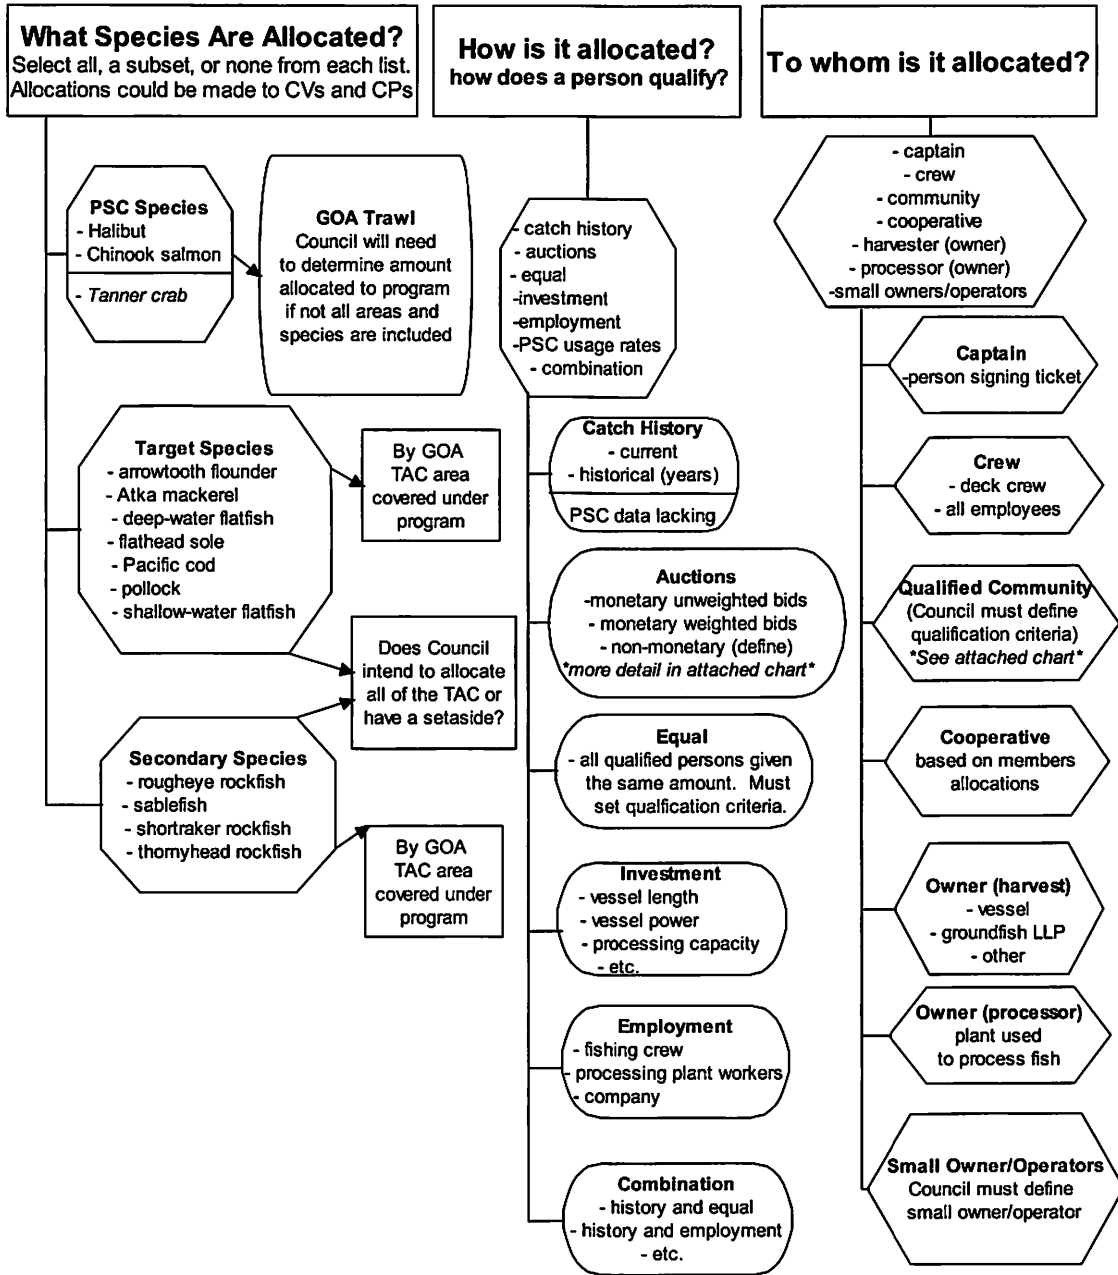 What Species Are Allocated?
Select all, a subset, or none from each list.
Allocations could be made to CVs and CPs
PSC Species
- Halibut
- Chinook salmon
- Tanner crab
GOA Trawl
Council will need
to determine amount
allocated to program
if not all areas and
species are included
Target Species
- arrowtooth flounder
- Atka mackerel
- deep-water flatfish
- flathead sole
- Pacific cod
- pollock
- shallow-water flatfish
By GOA
TAC area
covered under
program
Does Council
intend to allocate
all of the TAC or
have a setaside?
Secondary Species
- rougheye rockfish
- sablefish
- shortraker rockfish
- thornyhead rockfish
By GOA
TAC area
covered under
program
How is it allocated?
how does a person qualify?
- catch history
- auctions
- equal
-investment
-employment
-PSC usage rates
- combination
Catch History
- current
- historical (years)
PSC data lacking
Auctions
-monetary unweighted bids
- monetary weighted bids
- non-monetary (define)
*more detail in attached chart*
Equal
- all qualified persons given
the same amount. Must
set qualfication criteria.
Investment
- vessel length
- vessel power
- processing capacity
- etc.
Employment
- fishing crew
- processing plant workers
- company
Combination
- history and equal
- history and employment
- etc.
To whom is it allocated?
- captain
- crew
- community
- cooperative
- harvester (owner)
- processor (owner)
-small owners/operators
Captain
-person signing ticket
Crew
- deck crew
- all employees
Qualified Community
(Council must define
qualification criteria)
*See attached chart*
Cooperative
based on members
allocations
Owner (harvest)
- vessel
- groundfish LLP
- other
Owner (processor)
plant used
to process fish
Small Owner/Operators
Council must define
small owner/operator